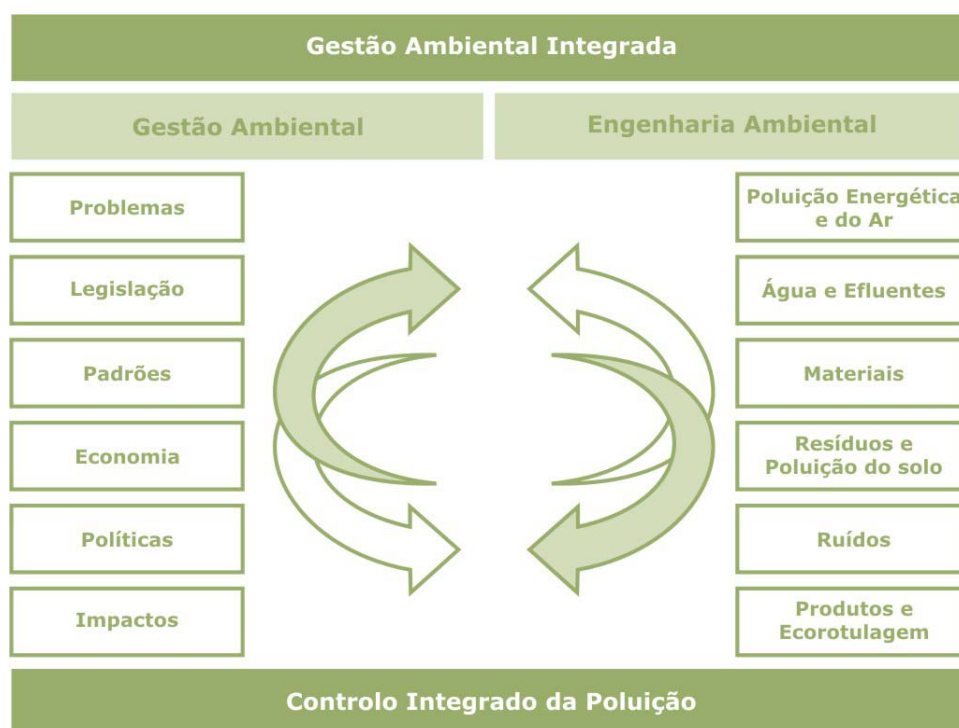 Gestão Ambiental Integrada
Gestão Ambiental
Engenharia Ambiental
Problemas
Legislação
Padrões
Economia
Políticas
Impactos
Poluição Energética
e do Ar
Água e Efluentes
Materiais
Resíduos e
Poluição do solo
Ruídos
Produtos e
Ecorotulagem
Controlo Integrado da Poluição